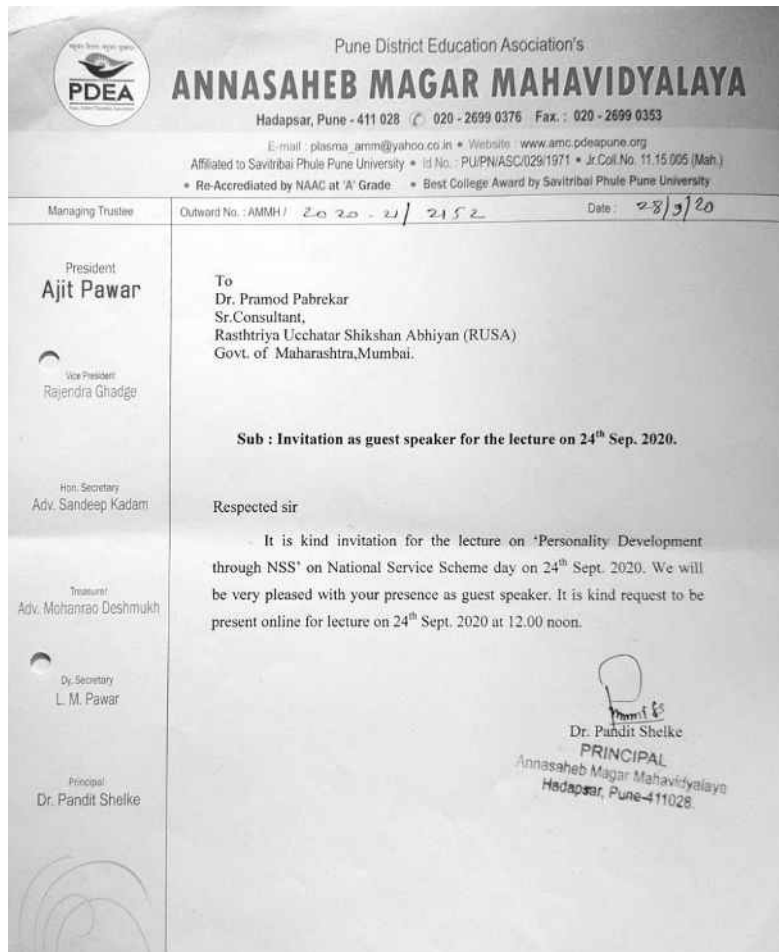 PDEA
Pune District Education Asociation's
ANNASAHEB MAGAR MAHAVIDYALAYA
Hadapsar, Pune - 411 028 ✆ 020 - 2699 0376 Fax. : 020 - 2699 0353
E-mail : plasma_amm@yahoo.co.in • Website : www.amc.pdeapune.org
Affiliated to Savitribai Phule Pune University • Id No. : PU/PN/ASC/029/1971 • Jr.Coll.No. 11.15.005 (Mah.)
• Re-Accrediated by NAAC at 'A' Grade • Best College Award by Savitribai Phule Pune University
Managing Trustee
Outward No. : AMMH / 2020-21/ 2152 Date : 28/9/20
President
Ajit Pawar
Vice President
Rajendra Ghadge
Hon. Secretary
Adv. Sandeep Kadam
Treasurer
Adv. Mohanrao Deshmukh
Dy. Secretary
L. M. Pawar
Principal
Dr. Pandit Shelke
To
Dr. Pramod Pabrekar
Sr.Consultant,
Rasthtriya Ucchatar Shikshan Abhiyan (RUSA)
Govt. of Maharashtra,Mumbai.
Sub : Invitation as guest speaker for the lecture on 24th Sep. 2020.
Respected sir
It is kind invitation for the lecture on 'Personality Development
through NSS' on National Service Scheme day on 24th Sept. 2020. We will
be very pleased with your presence as guest speaker. It is kind request to be
present online for lecture on 24th Sept. 2020 at 12.00 noon.
Dr. Pandit Shelke
PRINCIPAL
Annasaheb Magar Mahavidyalaya
Hadapsar, Pune-411028.